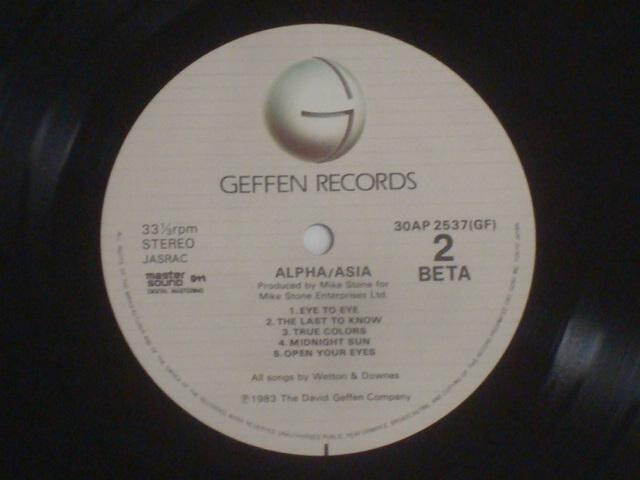 GEFFEN RECORDS
33⅓rpm
STEREO
JASRAC
master sound
DIGITAL MASTERING
30AP 2537(GF)
2
BETA
ALPHA/ASIA
Produced by Mike Stone for
Mike Stone Enterprises Ltd.
1. EYE TO EYE
2. THE LAST TO KNOW
3. TRUE COLORS
4. MIDNIGHT SUN
5. OPEN YOUR EYES
All songs by Wetton & Downes
Ⓟ1983 The David Geffen Company